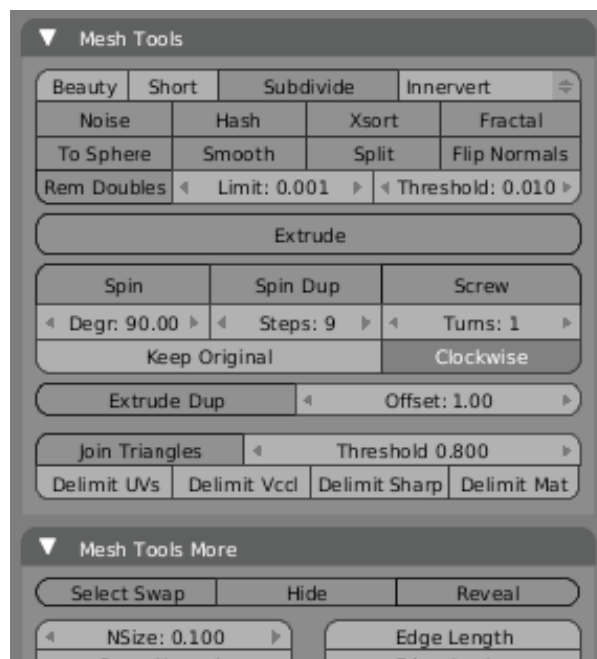 Mesh Tools
Beauty Short Subdivide Innervert
Noise Hash Xsort Fractal
To Sphere Smooth Split Flip Normals
Rem Doubles Limit: 0.001 Threshold: 0.010
Extrude
Spin Spin Dup Screw
Degr: 90.00 Steps: 9 Turns: 1
Keep Original Clockwise
Extrude Dup Offset: 1.00
Join Triangles Threshold 0.800
Delimit UVs Delimit Vcol Delimit Sharp Delimit Mat
Mesh Tools More
Select Swap Hide Reveal
NSize: 0.100 Edge Length